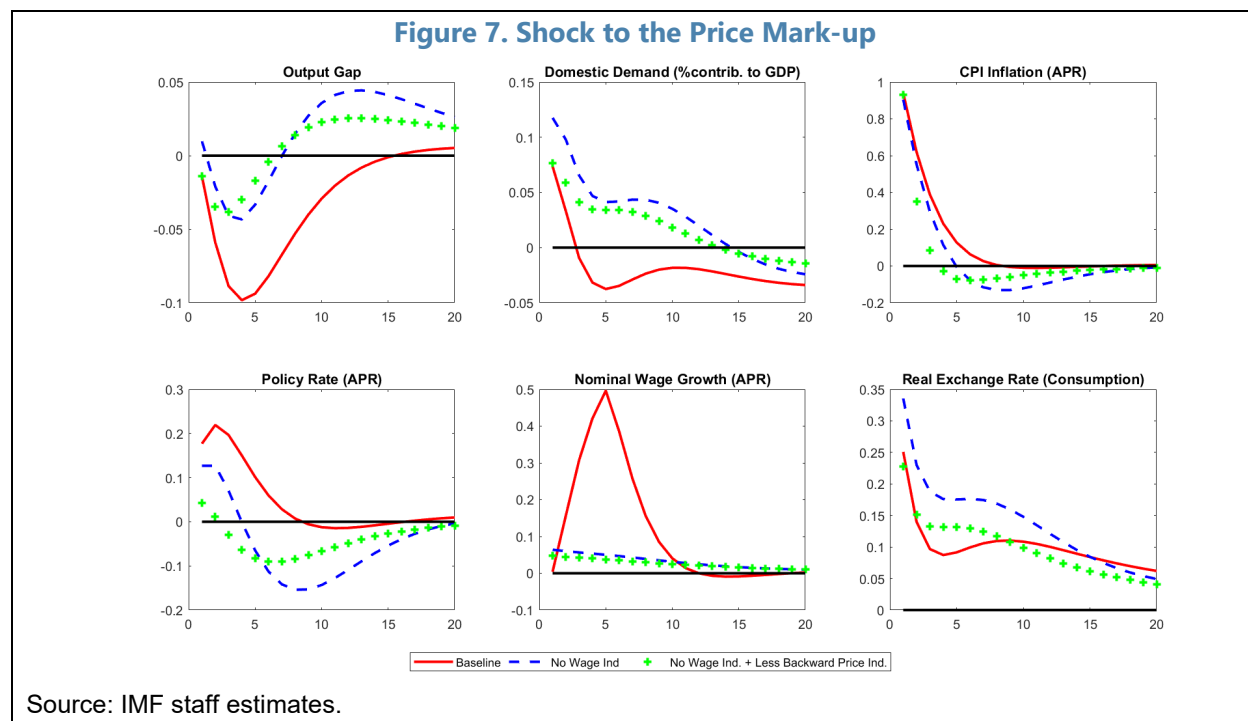 Figure 7. Shock to the Price Mark-up
Output Gap
0.05
0
-0.05
-0.1
0 5 10 15 20
Domestic Demand (%contrib. to GDP)
0.15
0.1
0.05
0
-0.05
0 5 10 15 20
CPI Inflation (APR)
1
0.8
0.6
0.4
0.2
0
-0.2
0 5 10 15 20
Policy Rate (APR)
0.3
0.2
0.1
0
-0.1
-0.2
0 5 10 15 20
Nominal Wage Growth (APR)
0.5
0.4
0.3
0.2
0.1
0
-0.1
0 5 10 15 20
Real Exchange Rate (Consumption)
0.35
0.3
0.25
0.2
0.15
0.1
0.05
0
0 5 10 15 20
Baseline No Wage Ind No Wage Ind. + Less Backward Price Ind.
Source: IMF staff estimates.